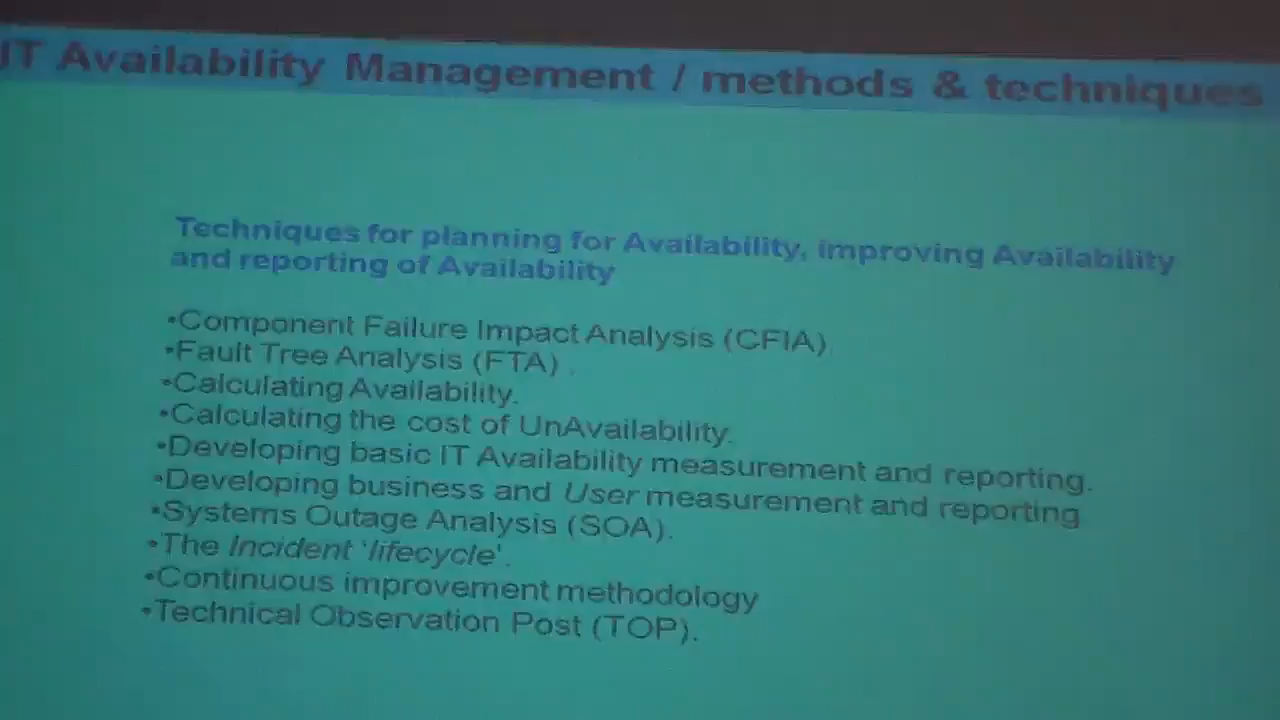 IT Availability Management / methods & techniques
Techniques for planning for Availability, improving Availability
and reporting of Availability
•Component Failure Impact Analysis (CFIA)
•Fault Tree Analysis (FTA) .
•Calculating Availability.
•Calculating the cost of UnAvailability.
•Developing basic IT Availability measurement and reporting.
•Developing business and User measurement and reporting
•Systems Outage Analysis (SOA).
•The Incident 'lifecycle'.
•Continuous improvement methodology
•Technical Observation Post (TOP).